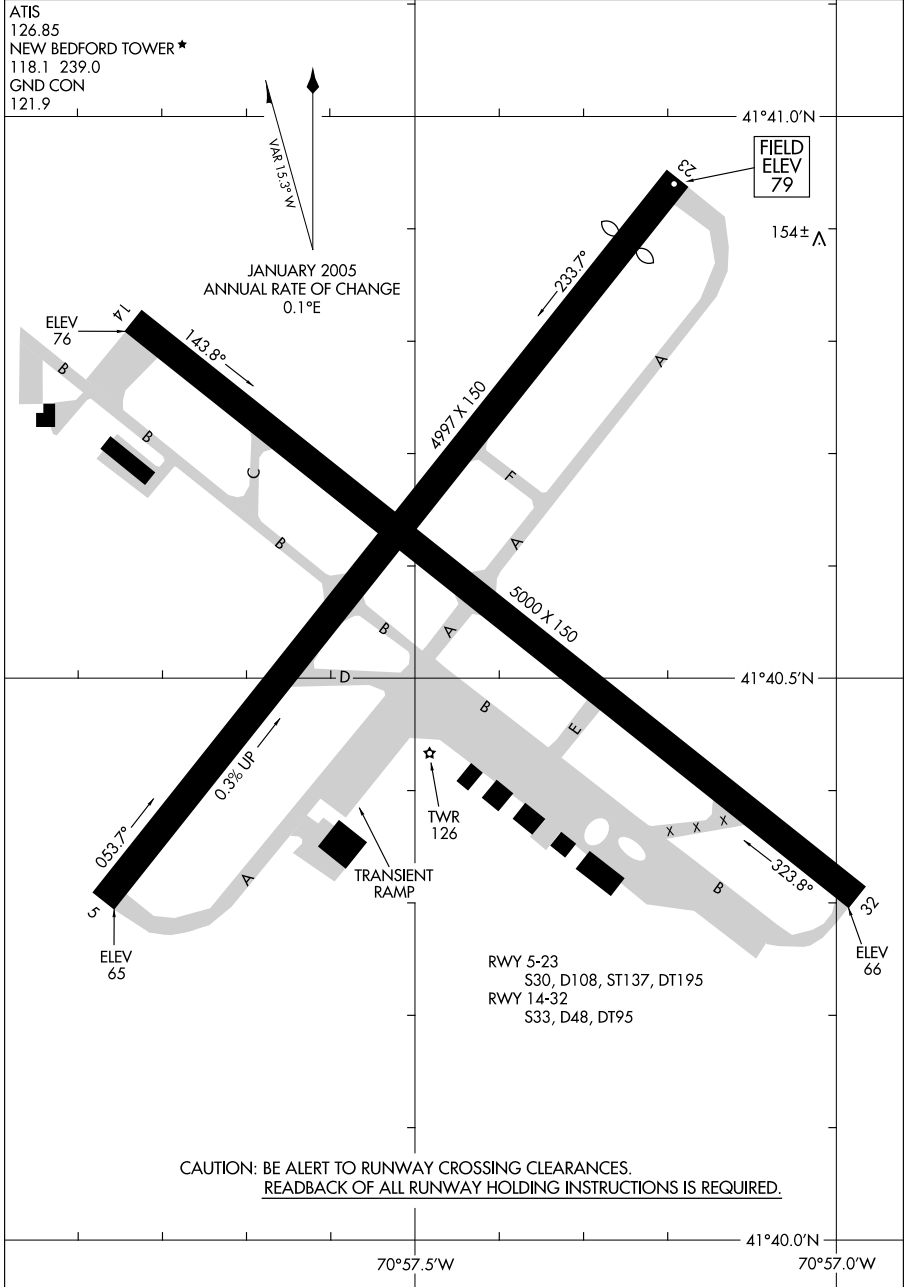 ATIS
126.85
NEW BEDFORD TOWER★
118.1 239.0
GND CON
121.9
41°41.0'N
VAR 15.3° W
JANUARY 2005
ANNUAL RATE OF CHANGE
0.1°E
23
FIELD
ELEV
79
154±
233.7°
14
ELEV
76
143.8°
B
A
4997 X 150
B
C
F
B
A
5000 X 150
B
A
D
41°40.5'N
B
E
0.3% UP
TWR
126
X X X
053.7°
TRANSIENT
RAMP
A
B
323.8°
5
32
ELEV
65
ELEV
66
RWY 5-23
S30, D108, ST137, DT195
RWY 14-32
S33, D48, DT95
CAUTION: BE ALERT TO RUNWAY CROSSING CLEARANCES.
READBACK OF ALL RUNWAY HOLDING INSTRUCTIONS IS REQUIRED.
41°40.0'N
70°57.5'W
70°57.0'W